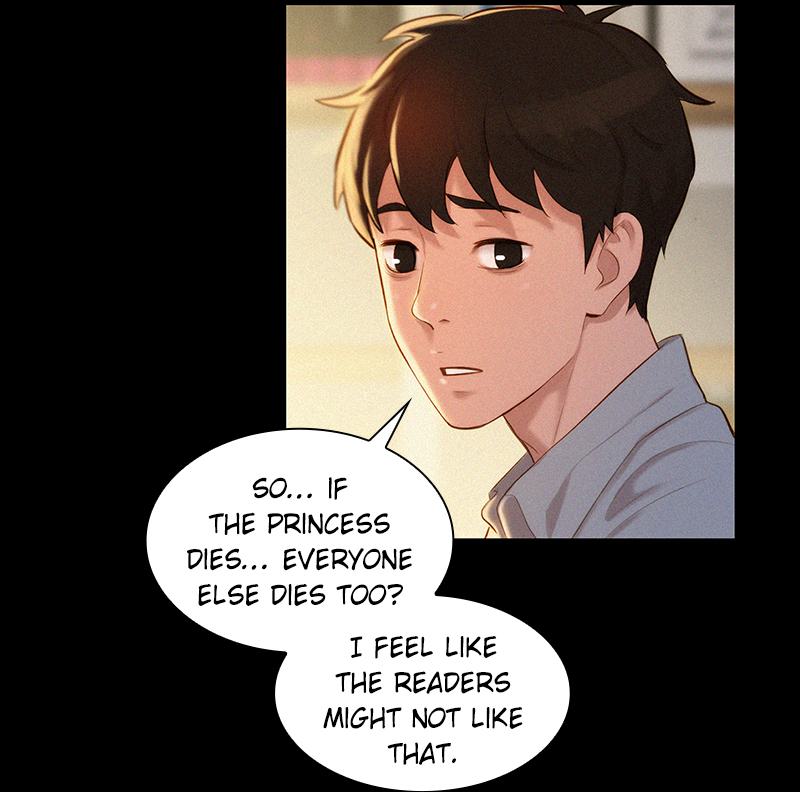 SO... IF
THE PRINCESS
DIES... EVERYONE
ELSE DIES TOO?
I FEEL LIKE
THE READERS
MIGHT NOT LIKE
THAT.